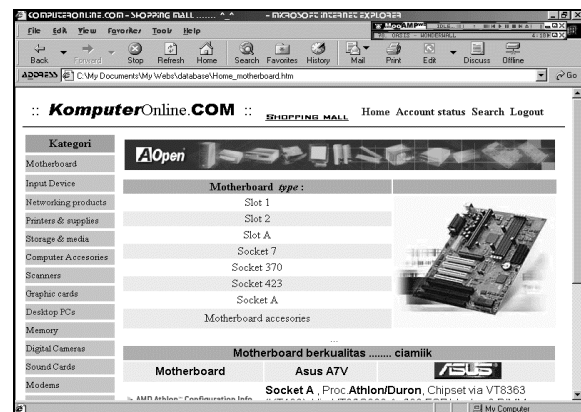 KOMPUTERONLINE.COM - SHOPPING MALL ........ ^_^ - MICROSOFT INTERNET EXPLORER
File Edit View Favorites Tools Help
Back Forward Stop Refresh Home Search Favorites History Mail Print Edit Discuss Offline
ADDRESS C:\My Documents\My Webs\database\Home_motherboard.htm Go
:: KomputerOnline.COM :: SHOPPING MALL Home Account status Search Logout
Kategori
Motherboard
Input Device
Networking products
Printers & supplies
Storage & media
Computer Accesories
Scanners
Graphic cards
Desktop PCs
Memory
Digital Cameras
Sound Cards
Modems
AOpen
Motherboard type :
Slot 1
Slot 2
Slot A
Socket 7
Socket 370
Socket 423
Socket A
Motherboard accesories
...
Motherboard berkualitas ........ ciamiik
Motherboard Asus A7V ASUS
AMD Athlon Configuration Info
Socket A , Proc.Athlon/Duron, Chipset via VT8363
My Computer